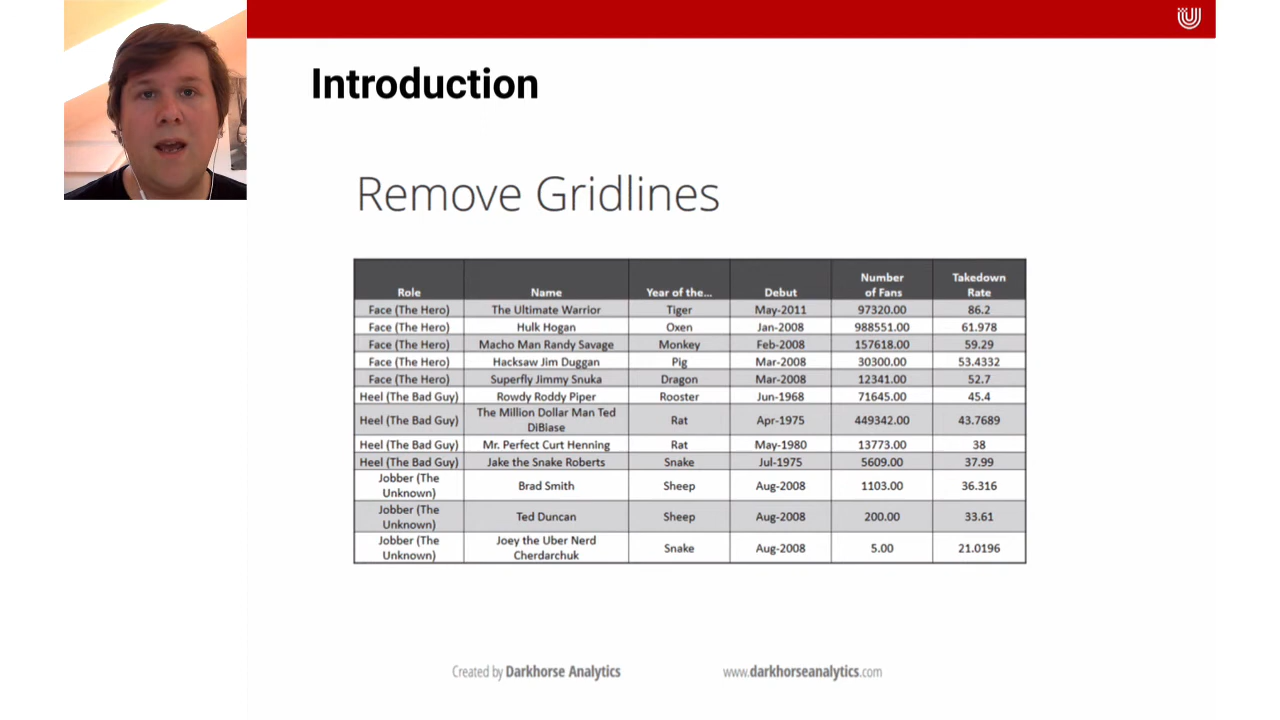 Introduction
Remove Gridlines
Role Name Year of the... Debut Number of Fans Takedown Rate
Face (The Hero) The Ultimate Warrior Tiger May-2011 97320.00 86.2
Face (The Hero) Hulk Hogan Oxen Jan-2008 988551.00 61.978
Face (The Hero) Macho Man Randy Savage Monkey Feb-2008 157618.00 59.29
Face (The Hero) Hacksaw Jim Duggan Pig Mar-2008 30300.00 53.4332
Face (The Hero) Superfly Jimmy Snuka Dragon Mar-2008 12341.00 52.7
Heel (The Bad Guy) Rowdy Roddy Piper Rooster Jun-1968 71645.00 45.4
Heel (The Bad Guy) The Million Dollar Man Ted DiBiase Rat Apr-1975 449342.00 43.7689
Heel (The Bad Guy) Mr. Perfect Curt Henning Rat May-1980 13773.00 38
Heel (The Bad Guy) Jake the Snake Roberts Snake Jul-1975 5609.00 37.99
Jobber (The Unknown) Brad Smith Sheep Aug-2008 1103.00 36.316
Jobber (The Unknown) Ted Duncan Sheep Aug-2008 200.00 33.61
Jobber (The Unknown) Joey the Uber Nerd Cherdarchuk Snake Aug-2008 5.00 21.0196
Created by Darkhorse Analytics www.darkhorseanalytics.com